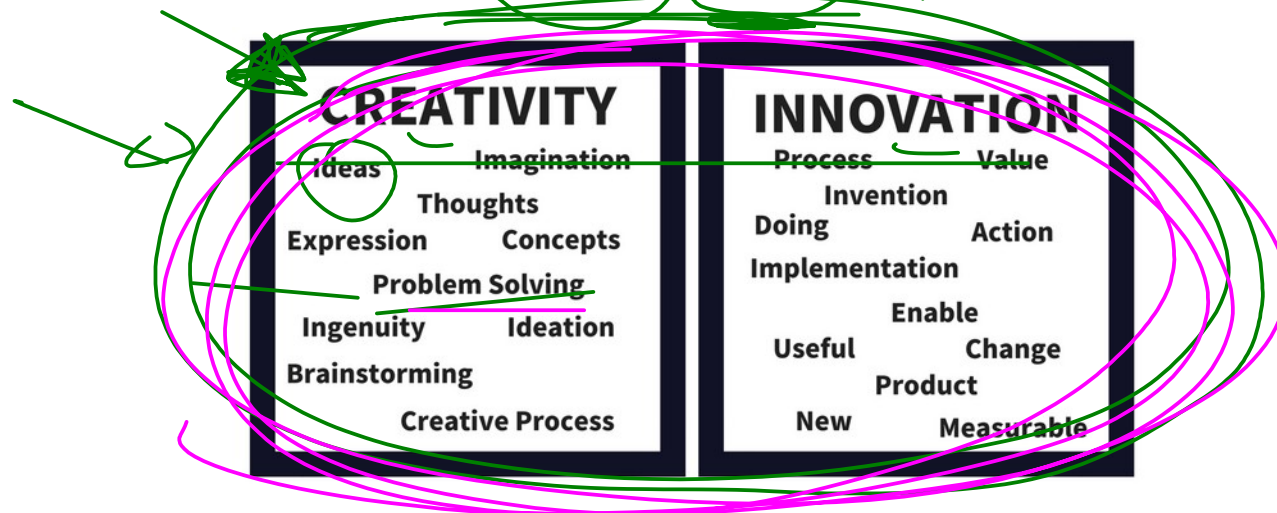 CREATIVITY
Ideas Imagination
Thoughts
Expression Concepts
Problem Solving
Ingenuity Ideation
Brainstorming
Creative Process
INNOVATION
Process Value
Invention
Doing Action
Implementation
Enable
Useful Change
Product
New Measurable